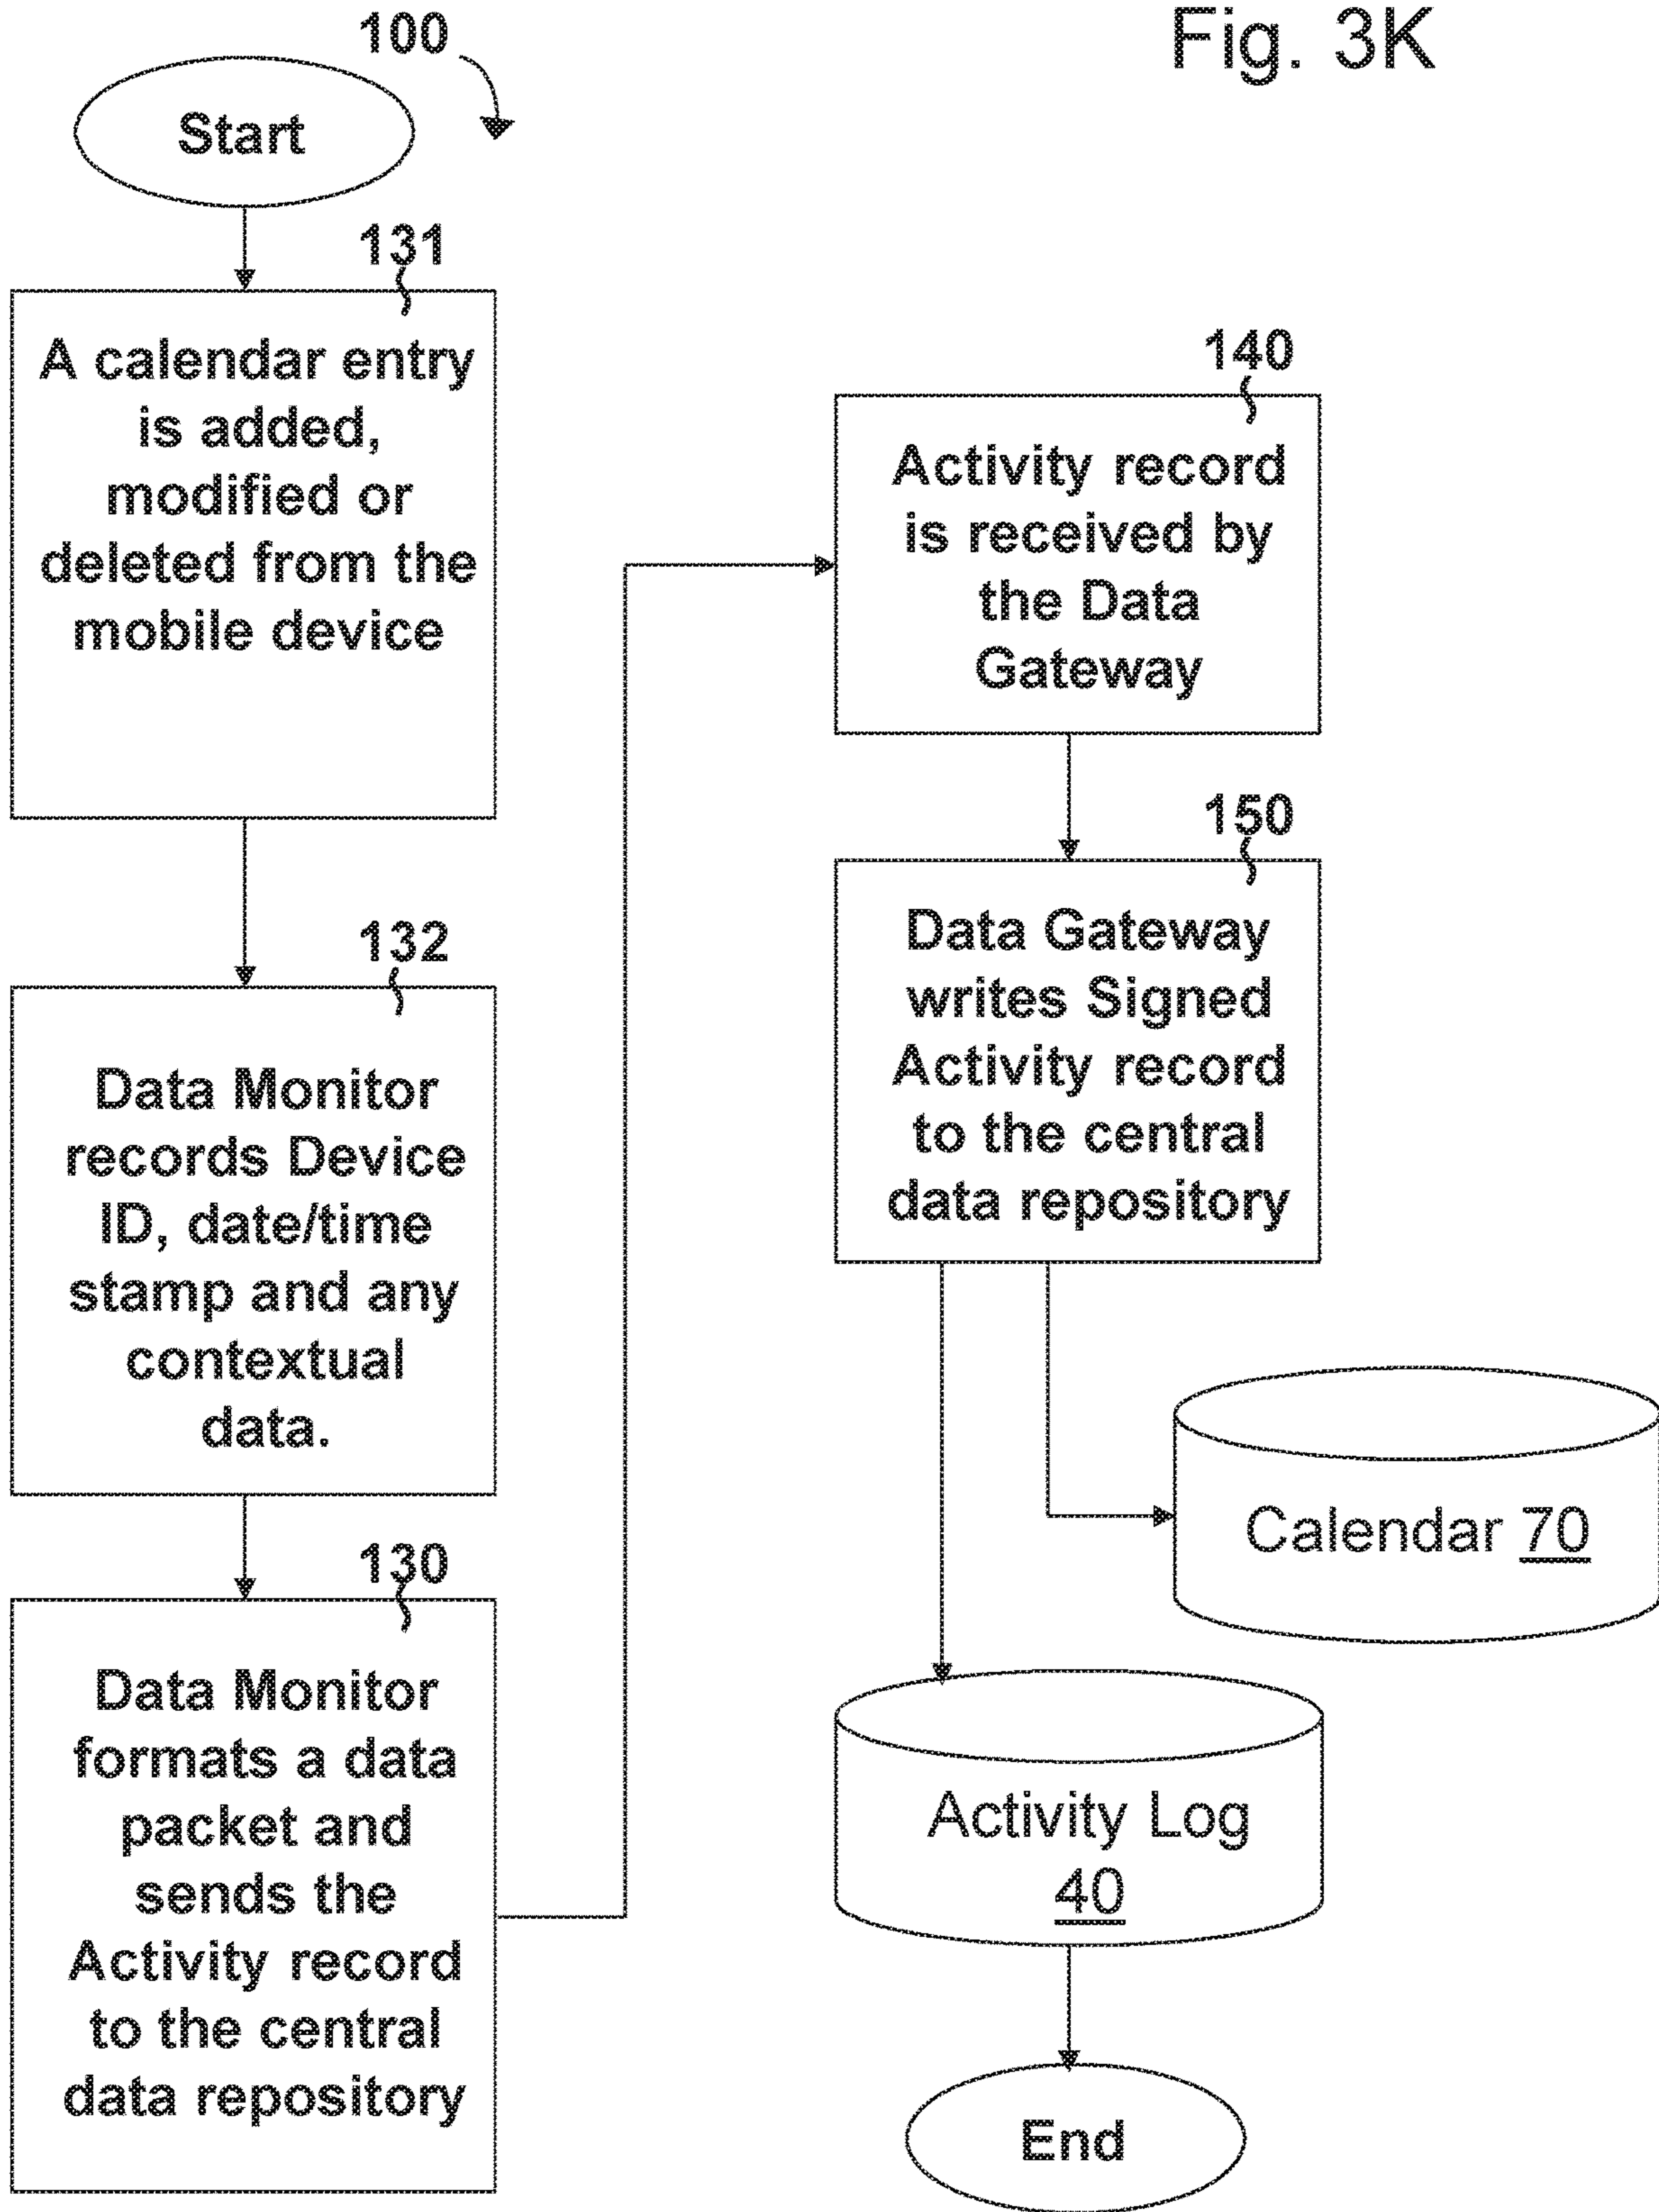 Fig. 3K
100
Start
131
A calendar entry
is added,
modified or
deleted from the
mobile device
132
Data Monitor
records Device
ID, date/time
stamp and any
contextual
data.
130
Data Monitor
formats a data
packet and
sends the
Activity record
to the central
data repository
140
Activity record
is received by
the Data
Gateway
150
Data Gateway
writes Signed
Activity record
to the central
data repository
Calendar 70
Activity Log
40
End